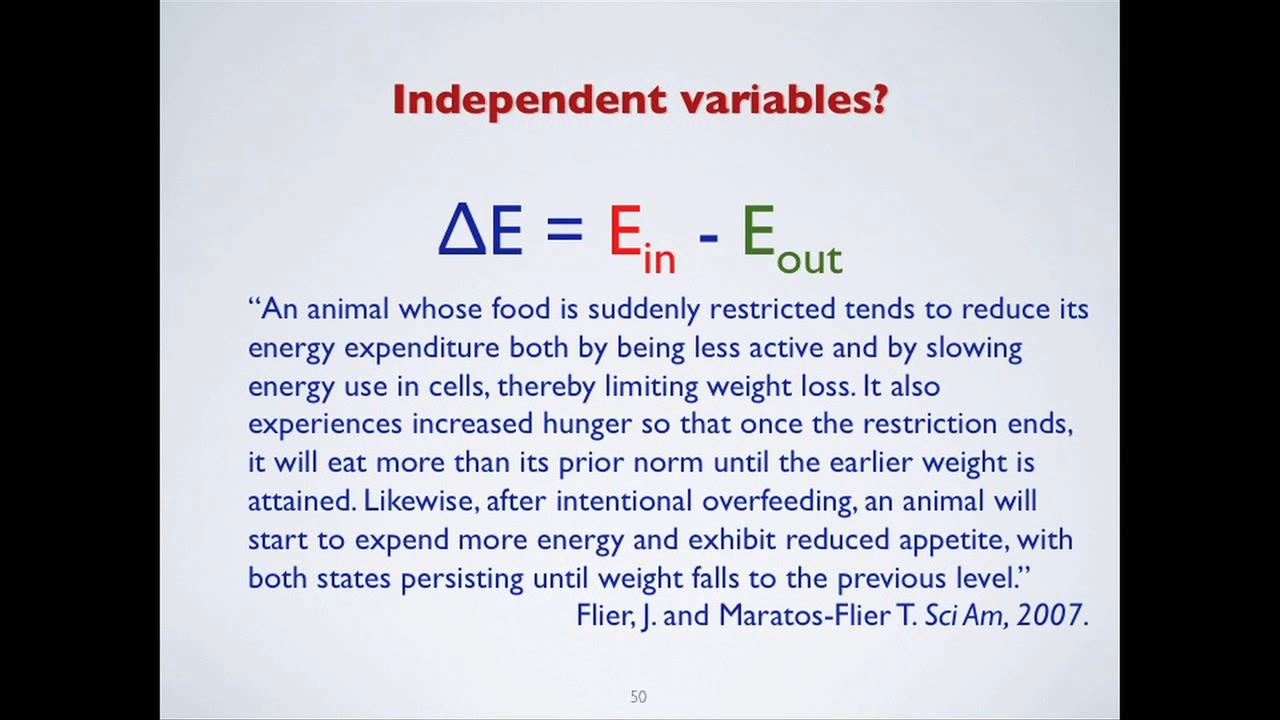 Independent variables?
ΔE = Ein - Eout
“An animal whose food is suddenly restricted tends to reduce its
energy expenditure both by being less active and by slowing
energy use in cells, thereby limiting weight loss. It also
experiences increased hunger so that once the restriction ends,
it will eat more than its prior norm until the earlier weight is
attained. Likewise, after intentional overfeeding, an animal will
start to expend more energy and exhibit reduced appetite, with
both states persisting until weight falls to the previous level.”
Flier, J. and Maratos-Flier T. Sci Am, 2007.
50